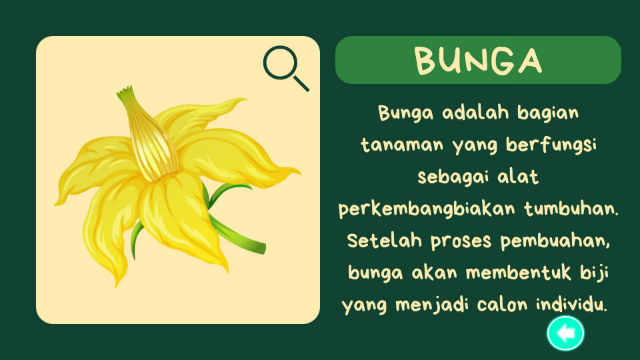 BUNGA
Bunga adalah bagian
tanaman yang berfungsi
sebagai alat
perkembangbiakan tumbuhan.
Setelah proses pembuahan,
bunga akan membentuk biji
yang menjadi calon individu.